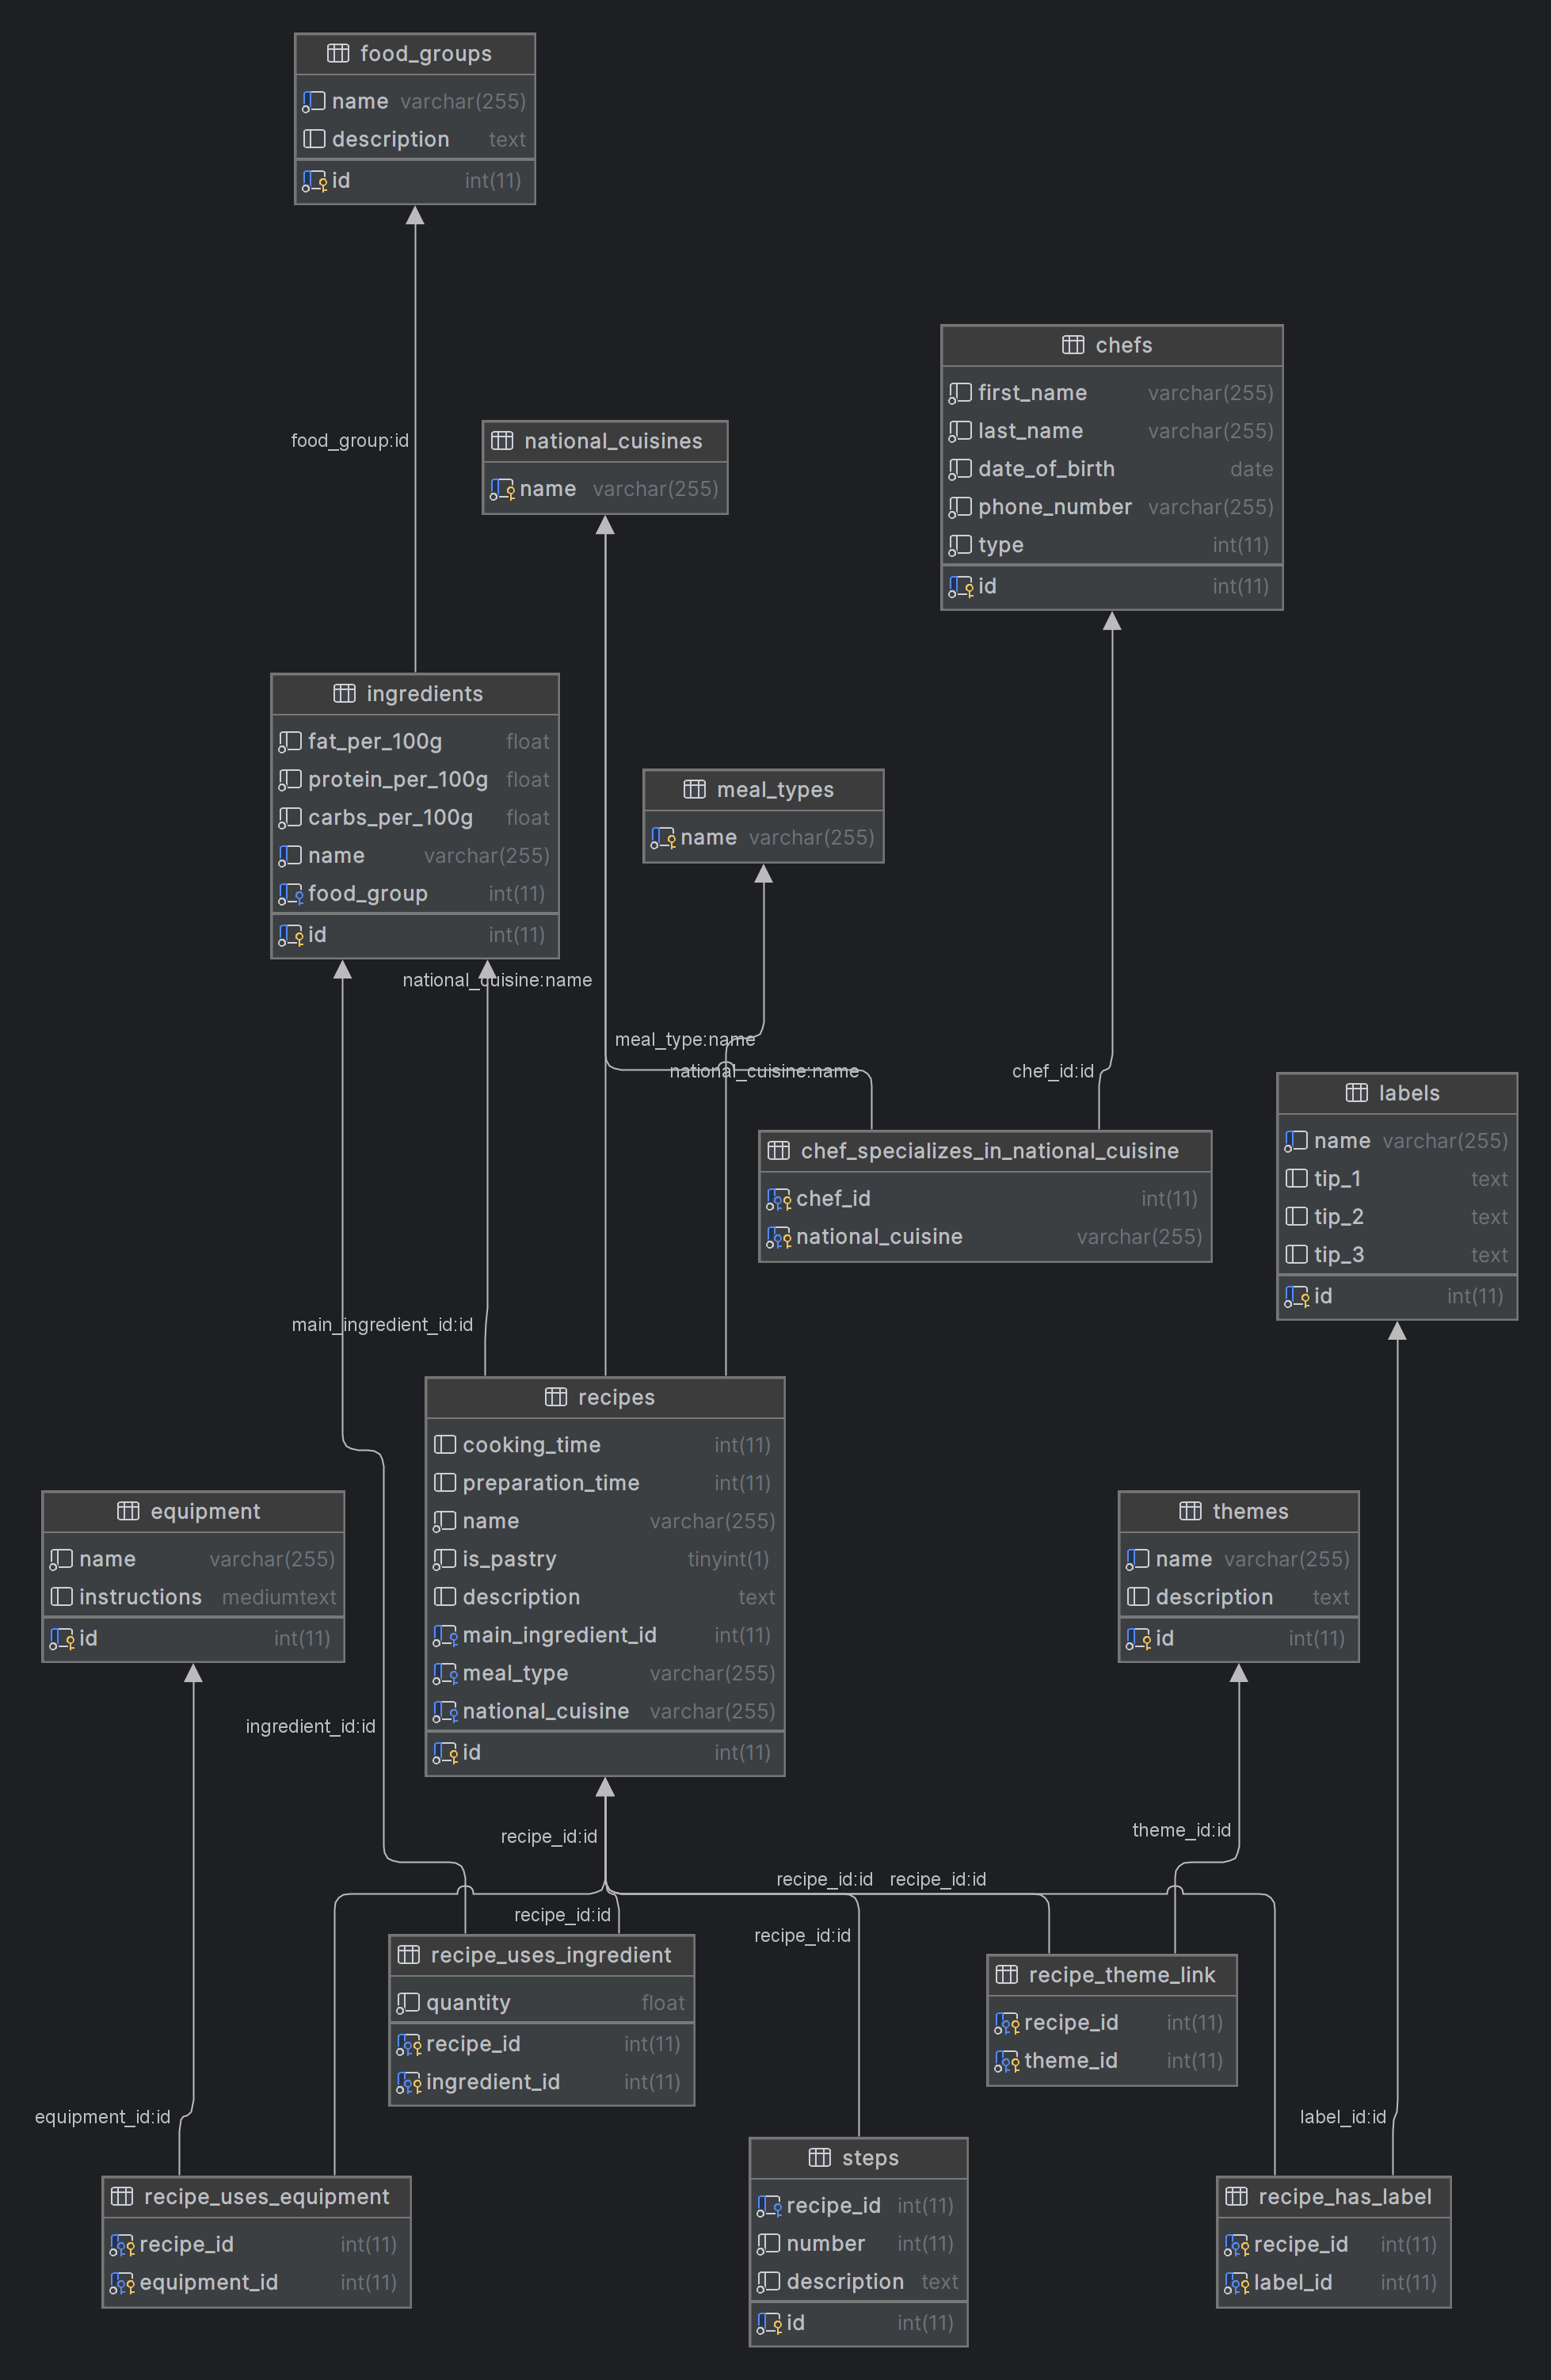 food_groups
name varchar(255)
description text
id int(11)
food_group:id
chefs
first_name varchar(255)
last_name varchar(255)
date_of_birth date
phone_number varchar(255)
type int(11)
id int(11)
national_cuisines
name varchar(255)
ingredients
fat_per_100g float
protein_per_100g float
carbs_per_100g float
name varchar(255)
food_group int(11)
id int(11)
meal_types
name varchar(255)
national_cuisine:name
meal_type:name
national_cuisine:name
chef_id:id
labels
name varchar(255)
tip_1 text
tip_2 text
tip_3 text
id int(11)
chef_specializes_in_national_cuisine
chef_id int(11)
national_cuisine varchar(255)
main_ingredient_id:id
recipes
cooking_time int(11)
preparation_time int(11)
name varchar(255)
is_pastry tinyint(1)
description text
main_ingredient_id int(11)
meal_type varchar(255)
national_cuisine varchar(255)
id int(11)
equipment
name varchar(255)
instructions mediumtext
id int(11)
themes
name varchar(255)
description text
id int(11)
ingredient_id:id
recipe_id:id
theme_id:id
recipe_id:id
recipe_id:id
recipe_id:id
recipe_id:id
recipe_uses_ingredient
quantity float
recipe_id int(11)
ingredient_id int(11)
recipe_theme_link
recipe_id int(11)
theme_id int(11)
equipment_id:id
label_id:id
steps
recipe_id int(11)
number int(11)
description text
id int(11)
recipe_uses_equipment
recipe_id int(11)
equipment_id int(11)
recipe_has_label
recipe_id int(11)
label_id int(11)